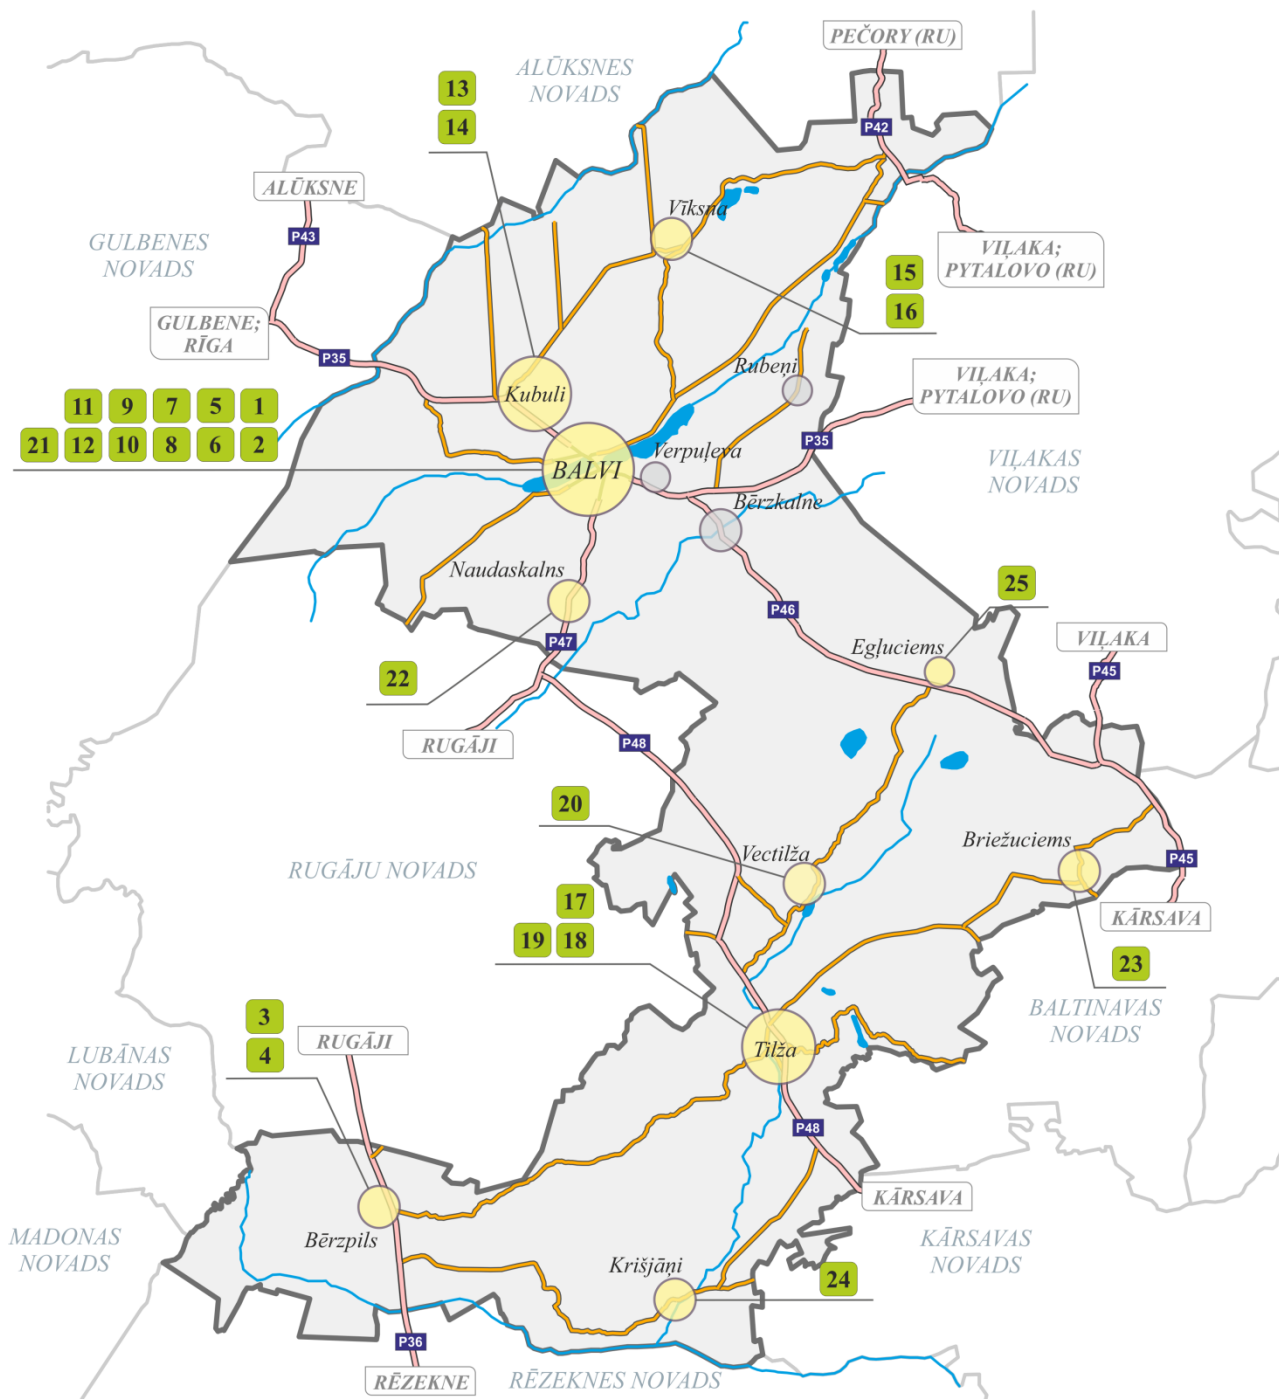 PEČORY (RU)
ALŪKSNES
NOVADS
13
14
P42
ALŪKSNE
Vīksna
P43
GULBENES
NOVADS
VIĻAKA;
PYTALOVO (RU)
15
16
GULBENE;
RĪGA
P35
Rubeņi
VIĻAKA;
PYTALOVO (RU)
Kubuli
11 9 7 5 1
21 12 10 8 6 2
P35
Verpuļeva
VIĻAKAS
NOVADS
BALVI
Bērzkalne
Naudaskalns
25
P46
P47
Egļuciems
VIĻAKA
P45
22
RUGĀJI
P48
20
Vectilža
Briežuciems
P45
RUGĀJU NOVADS
17
19 18
KĀRSAVA
23
BALTINAVAS
NOVADS
3
4
RUGĀJI
LUBĀNAS
NOVADS
Tilža
P48
KĀRSAVA
MADONAS
NOVADS
Bērzpils
KĀRSAVAS
NOVADS
Krišjāņi
24
P36
RĒZEKNE
RĒZEKNES NOVADS